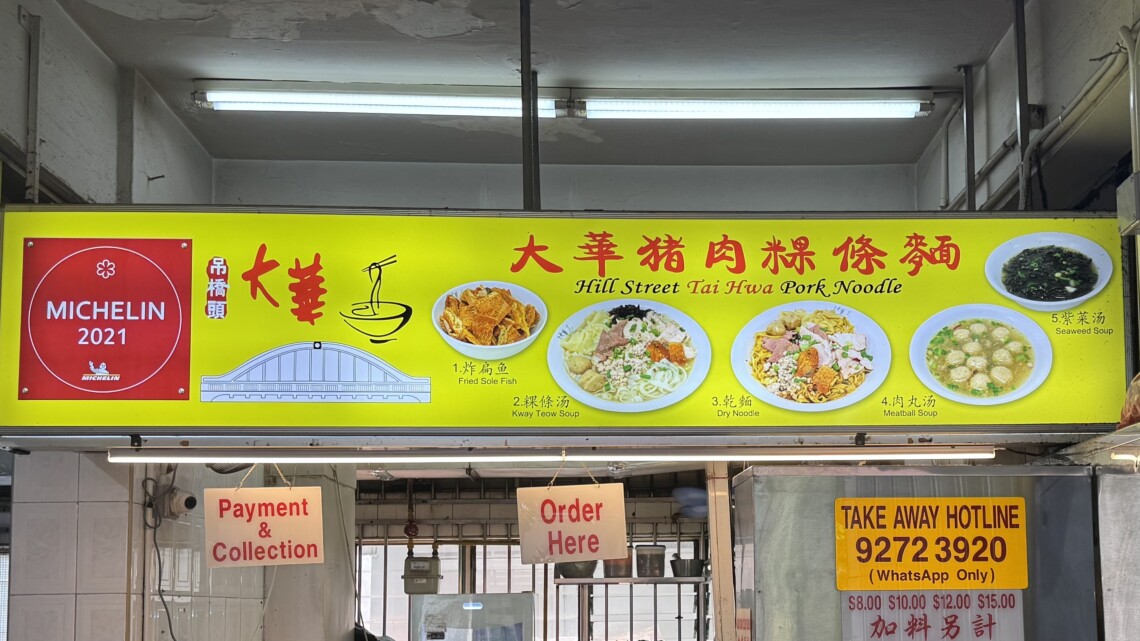 MICHELIN
2021
MICHELIN
吊橋頭
大華
大華猪肉粿條麵
Hill Street Tai Hwa Pork Noodle
1.炸扁鱼
Fried Sole Fish
2.粿條汤
Kway Teow Soup
3.乾麵
Dry Noodle
4.肉丸汤
Meatball Soup
5.紫菜汤
Seaweed Soup
Payment
&
Collection
Order
Here
TAKE AWAY HOTLINE
9272 3920
(WhatsApp Only)
$8.00 $10.00 $12.00 $15.00
加料另計